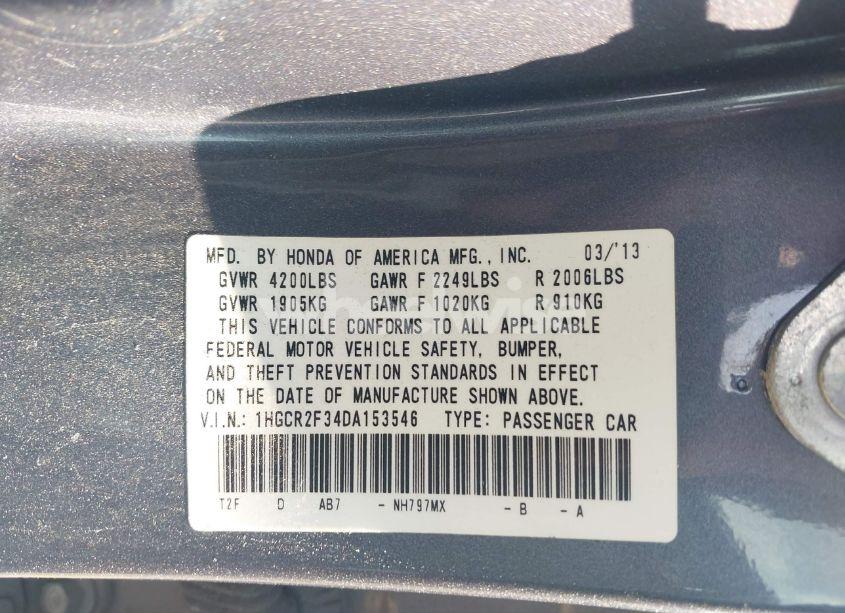 MFD. BY HONDA OF AMERICA MFG., INC. 03/'13
GVWR 4200LBS GAWR F 2249LBS R 2006LBS
GVWR 1905KG GAWR F 1020KG R 910KG
THIS VEHICLE CONFORMS TO ALL APPLICABLE
FEDERAL MOTOR VEHICLE SAFETY, BUMPER,
AND THEFT PREVENTION STANDARDS IN EFFECT
ON THE DATE OF MANUFACTURE SHOWN ABOVE.
V.I.N.: 1HGCR2F34DA153546 TYPE: PASSENGER CAR
T2F D AB7 - NH797MX - B - A